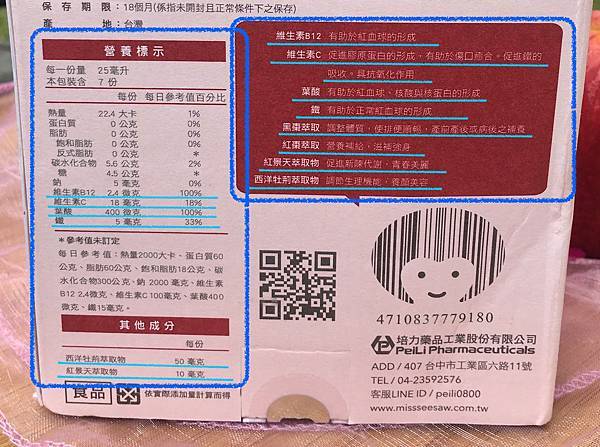 保存期限：18個月(係指未開封且正常條件下之保存)
產地：台灣
營養標示
每一份量 25毫升
本包裝含 7 份
每份 每日參考值百分比
熱量 22.4 大卡 1%
蛋白質 0 公克 0%
脂肪 0 公克 0%
飽和脂肪 0 公克 0%
反式脂肪 0 公克 *
碳水化合物 5.6 公克 2%
糖 4.5 公克 *
鈉 5 毫克 0%
維生素B12 2.4 微克 100%
維生素C 18 毫克 18%
葉酸 400 微克 100%
鐵 5 毫克 33%
*參考值未訂定
每日參考值：熱量2000大卡、蛋白質60
公克、脂肪60公克、飽和脂肪18公克、碳
水化合物300公克、鈉 2000 毫克、維生素
B12 2.4微克、維生素C 100毫克、葉酸400
微克、鐵15毫克。
其他成分
每份
西洋牡荊萃取物 50 毫克
紅景天萃取物 10 毫克
食品 依實際添加量計算而得
維生素B12 有助於紅血球的形成
維生素C 促進膠原蛋白的形成，有助於傷口癒合。促進鐵的
吸收。具抗氧化作用
葉酸 有助於紅血球、核酸與核蛋白的形成
鐵 有助於正常紅血球的形成
黑棗萃取 調整體質，使排便順暢，產前產後或病後之補養
紅棗萃取 營養補給，滋補強身
紅景天萃取物 促進新陳代謝，青春美麗
西洋牡荊萃取物 調節生理機能，養顏美容
4710837779180
培力藥品工業股份有限公司
PeiLi Pharmaceuticals
ADD / 407 台中市工業區六路11號
TEL / 04-23592576
客服LINE ID / peili0800
www.missseesaw.com.tw